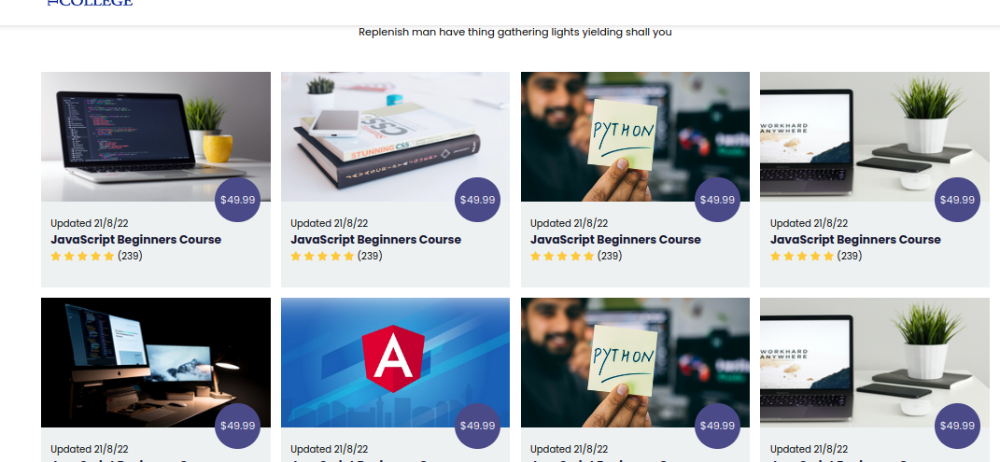 COLLEGE
Replenish man have thing gathering lights yielding shall you
STUNNING CSS
PYTHON
WORKHARD
ANYWHERE
$49.99
$49.99
$49.99
$49.99
Updated 21/8/22
Updated 21/8/22
Updated 21/8/22
Updated 21/8/22
JavaScript Beginners Course
JavaScript Beginners Course
JavaScript Beginners Course
JavaScript Beginners Course
(239)
(239)
(239)
(239)
A
PYTHON
WORKHARD
ANYWHERE
$49.99
$49.99
$49.99
$49.99
Updated 21/8/22
Updated 21/8/22
Updated 21/8/22
Updated 21/8/22